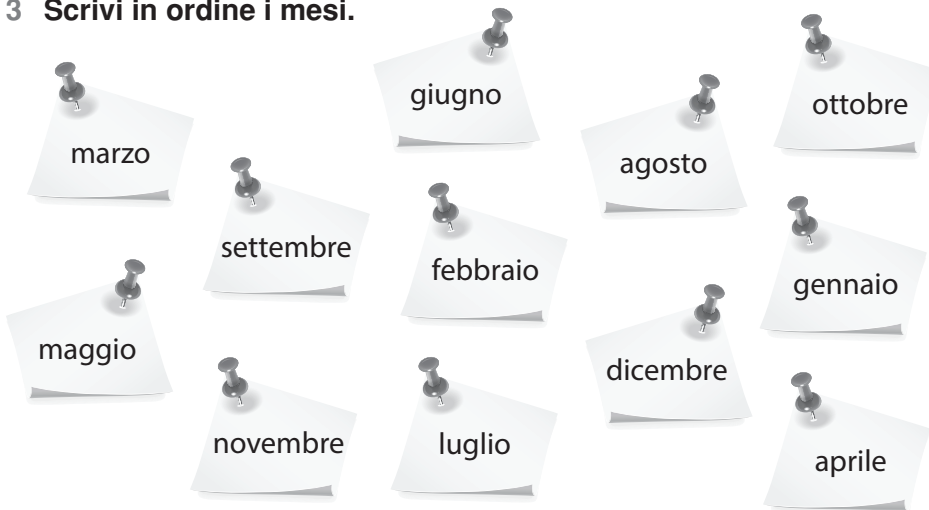 3 Scrivi in ordine i mesi.
giugno
ottobre
marzo
agosto
settembre
febbraio
gennaio
maggio
dicembre
novembre
luglio
aprile